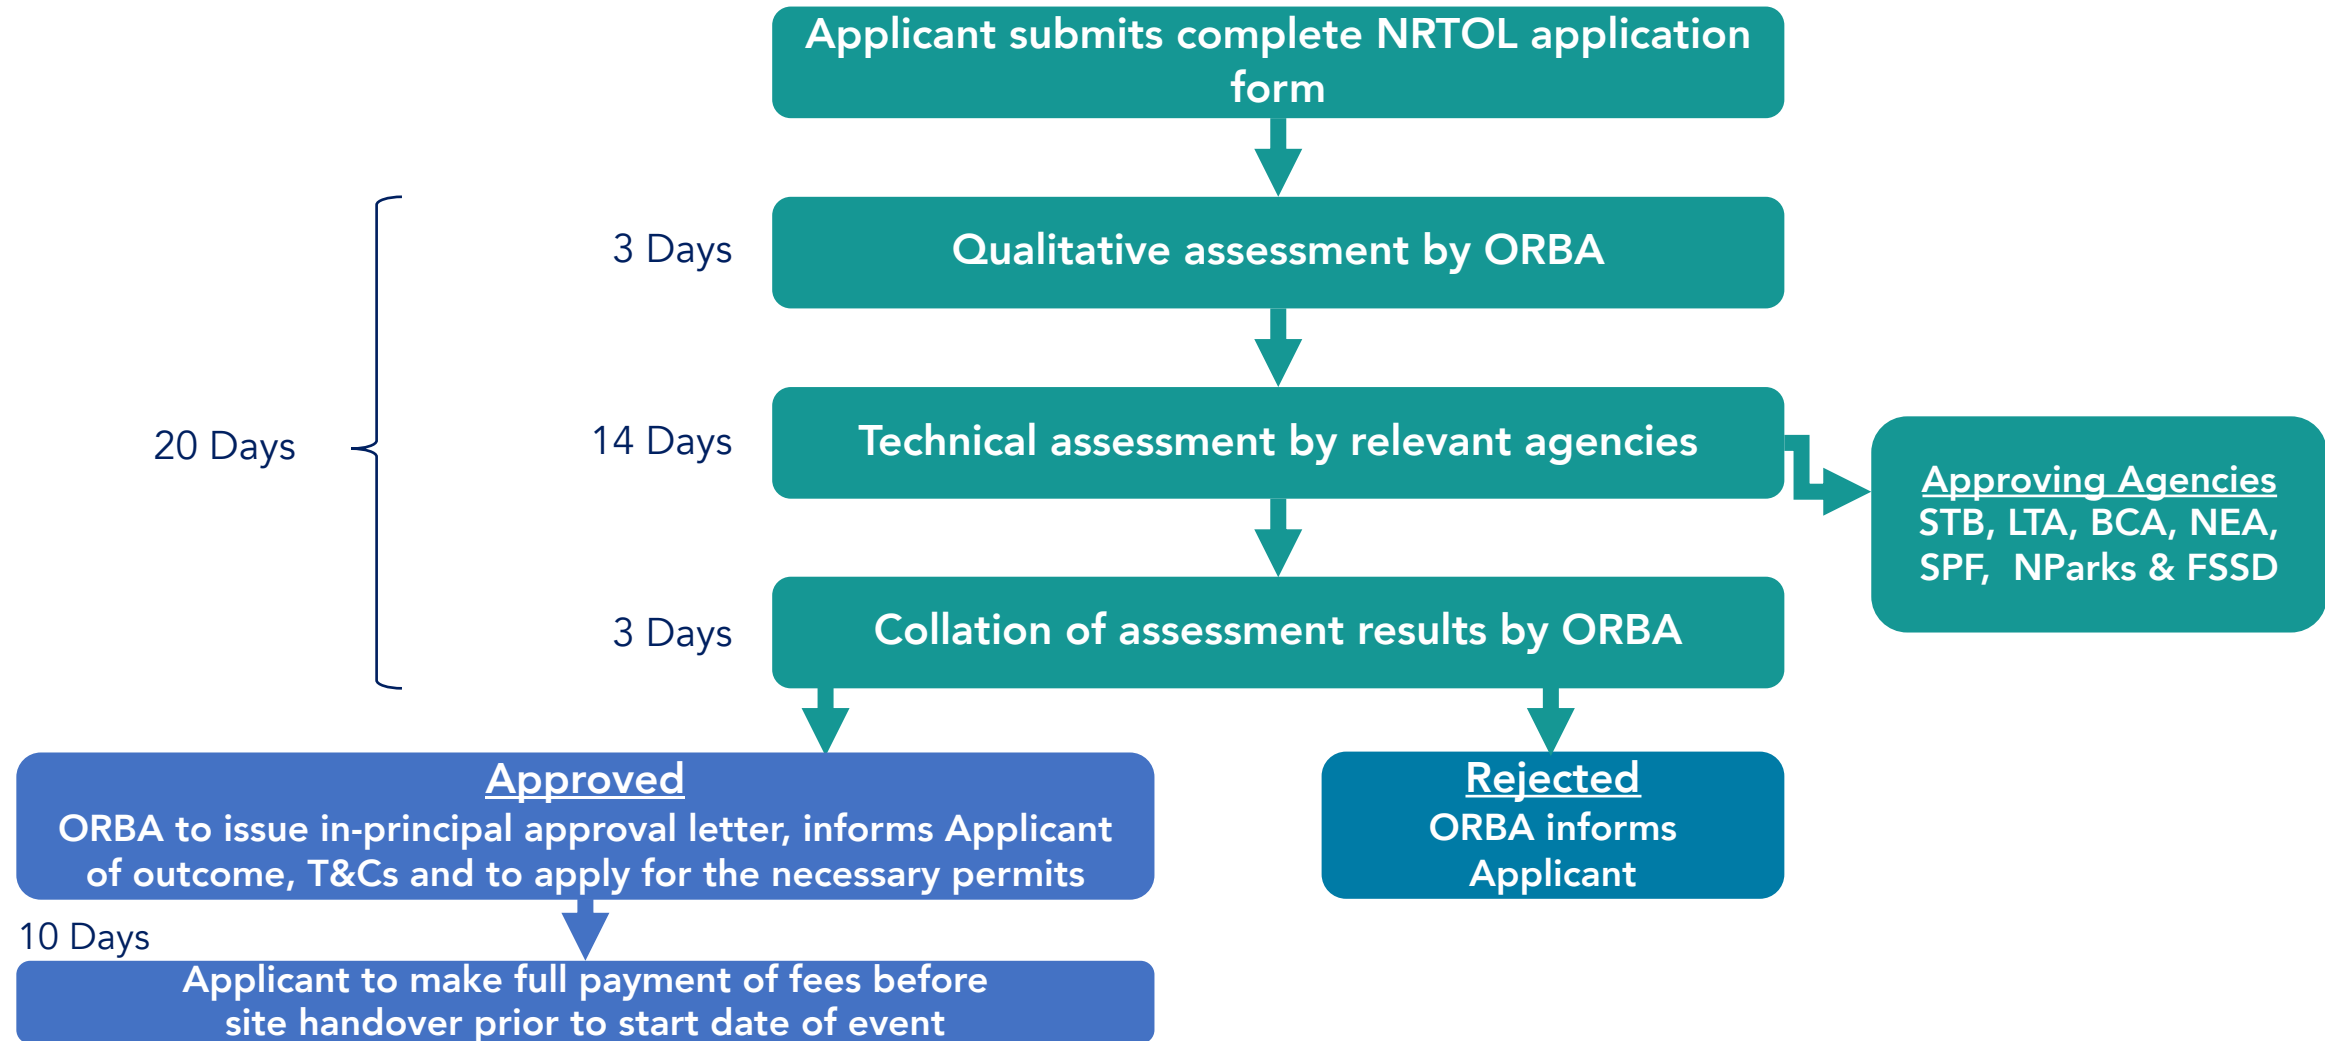 Applicant submits complete NRTOL application
form
3 Days
Qualitative assessment by ORBA
20 Days
14 Days
Technical assessment by relevant agencies
Approving Agencies
STB, LTA, BCA, NEA,
SPF, NParks & FSSD
3 Days
Collation of assessment results by ORBA
Approved
ORBA to issue in-principal approval letter, informs Applicant
of outcome, T&Cs and to apply for the necessary permits
Rejected
ORBA informs
Applicant
10 Days
Applicant to make full payment of fees before
site handover prior to start date of event